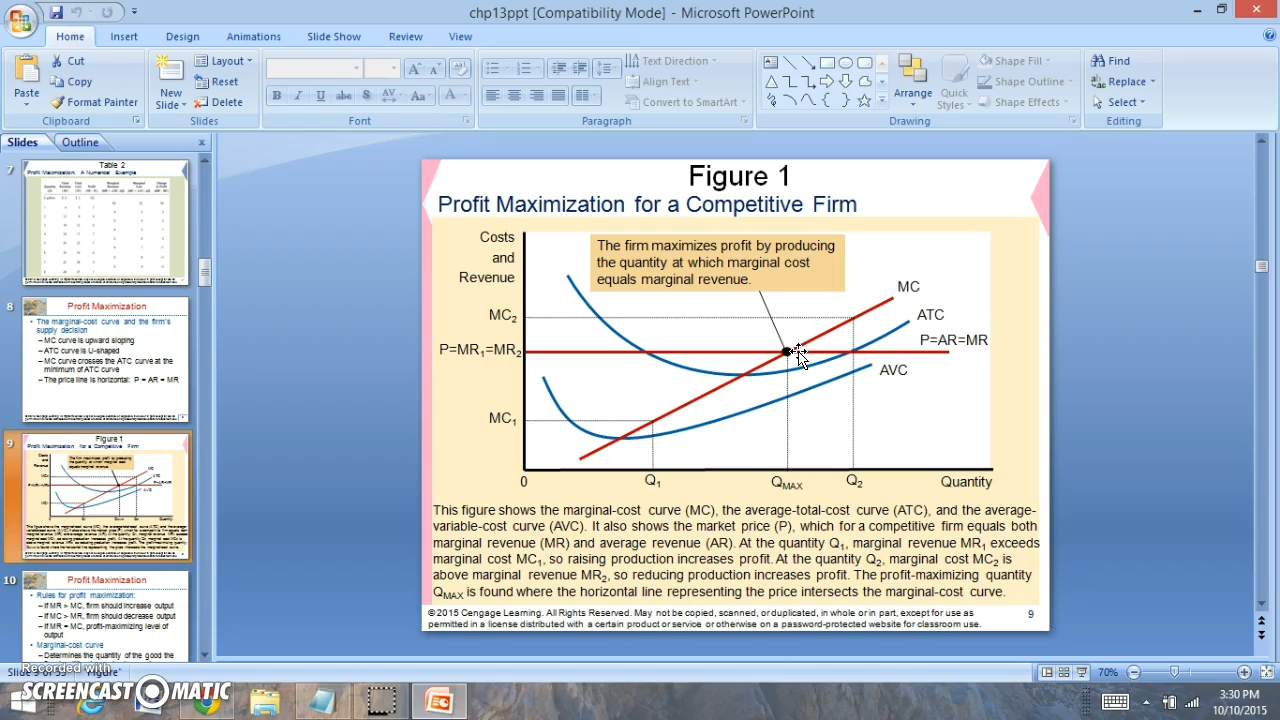 chp13ppt [Compatibility Mode] - Microsoft PowerPoint
Home Insert Design Animations Slide Show Review View
Cut
Copy
Format Painter
Paste
Clipboard
New
Slide
Layout
Reset
Delete
Slides
B I U abc S AV Aa A
Font
Text Direction
Align Text
Convert to SmartArt
Paragraph
Arrange
Quick
Styles
Shape Fill
Shape Outline
Shape Effects
Drawing
Find
Replace
Select
Editing
Slides Outline
7
Table 2
Profit Maximization: A Numerical Example
8
Profit Maximization
• The marginal-cost curve and the firm's
supply decision
– MC curve is upward sloping
– ATC curve is U-shaped
– MC curve crosses the ATC curve at the
minimum of ATC curve
– The price line is horizontal: P = AR = MR
9
Figure 1
Profit Maximization for a Competitive Firm
10
Profit Maximization
• Rules for profit maximization:
– If MR > MC, firm should increase output
– If MC > MR, firm should decrease output
– If MR = MC, profit-maximizing level of
output
• Marginal-cost curve
– Determines the quantity of the good the
Figure 1
Profit Maximization for a Competitive Firm
Costs
and
Revenue
The firm maximizes profit by producing
the quantity at which marginal cost
equals marginal revenue.
MC
MC2
ATC
P=AR=MR
P=MR1=MR2
AVC
MC1
0 Q1 QMAX Q2 Quantity
This figure shows the marginal-cost curve (MC), the average-total-cost curve (ATC), and the average-
variable-cost curve (AVC). It also shows the market price (P), which for a competitive firm equals both
marginal revenue (MR) and average revenue (AR). At the quantity Q1, marginal revenue MR1 exceeds
marginal cost MC1, so raising production increases profit. At the quantity Q2, marginal cost MC2 is
above marginal revenue MR2, so reducing production increases profit. The profit-maximizing quantity
QMAX is found where the horizontal line representing the price intersects the marginal-cost curve.
©2015 Cengage Learning. All Rights Reserved. May not be copied, scanned, or duplicated, in whole or in part, except for use as
permitted in a license distributed with a certain product or service or otherwise on a password-protected website for classroom use.
9
70%
Recorded with
SCREENCAST-O-MATIC
3:30 PM
10/10/2015